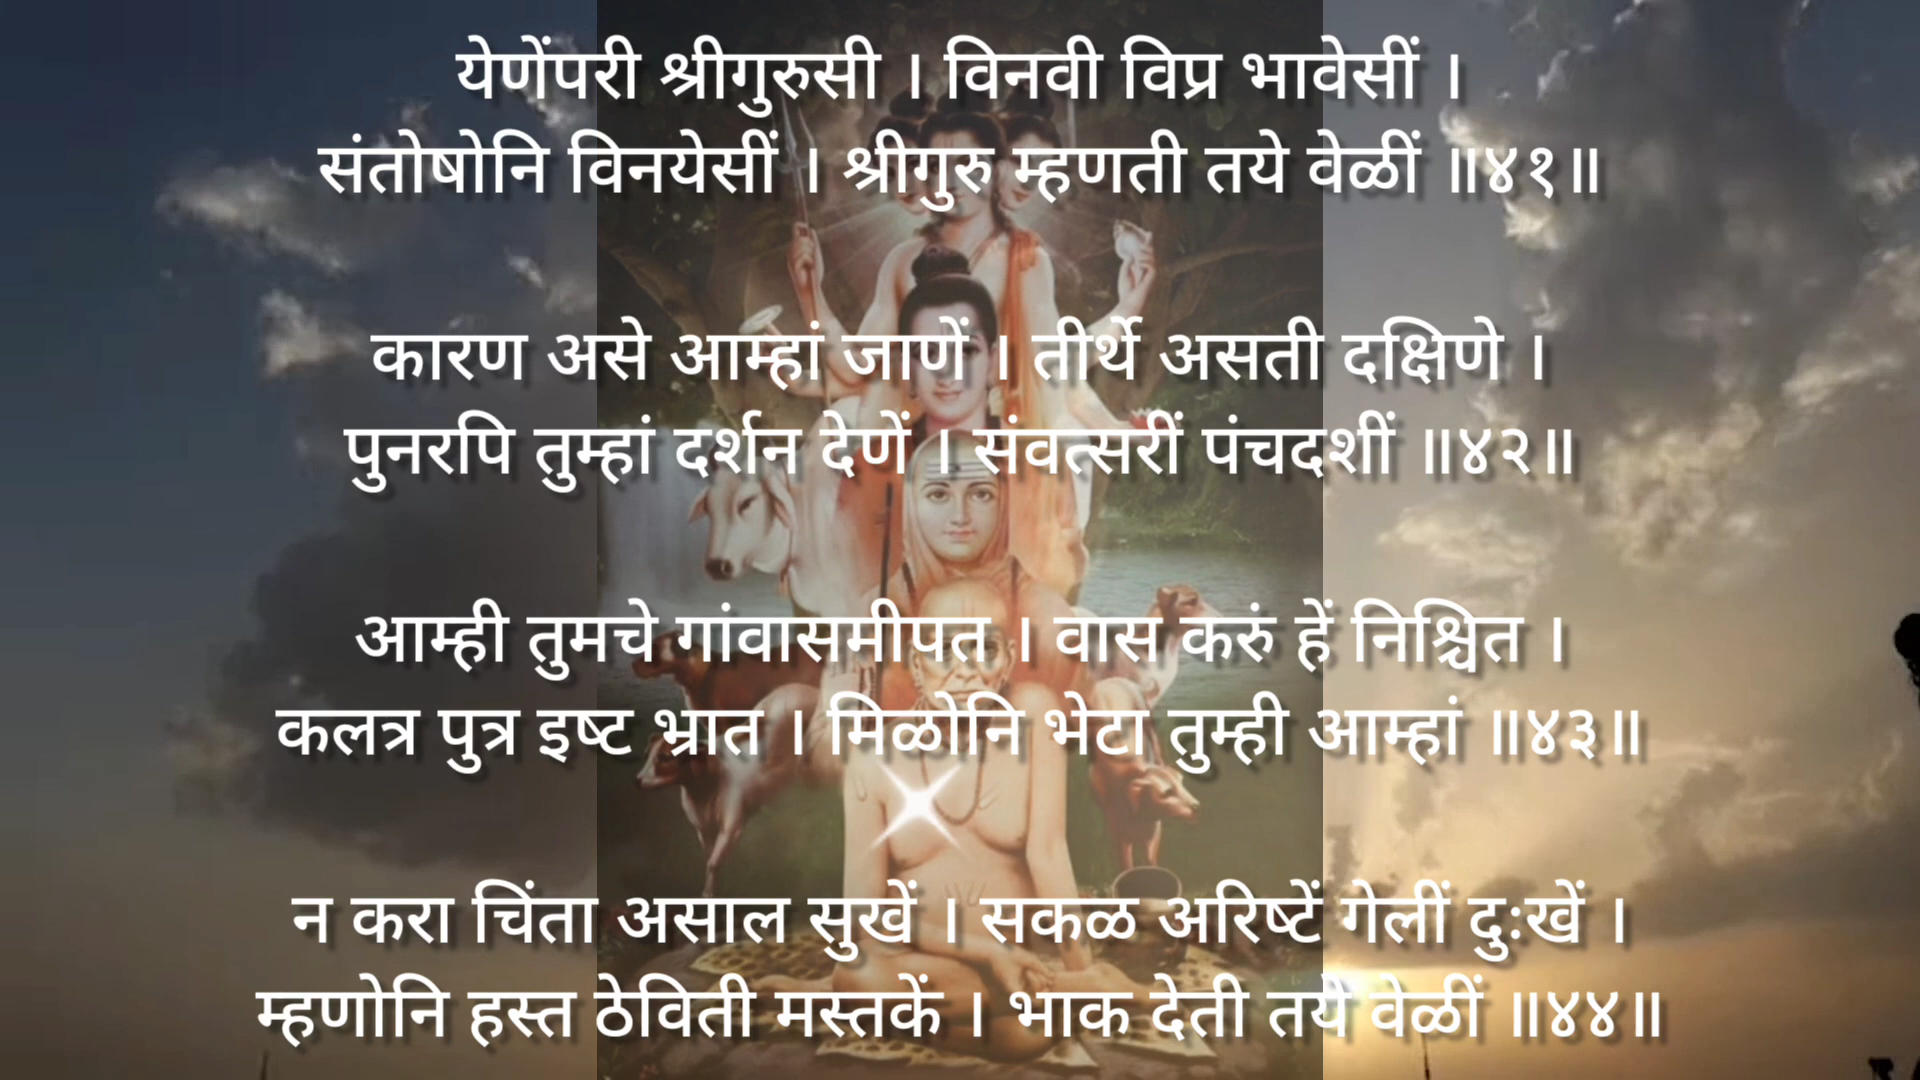 येणेंपरी श्रीगुरुसी । विनवी विप्र भावेसीं ।
संतोषोनि विनयेसीं । श्रीगुरु म्हणती तये वेळीं ॥४१॥
कारण असे आम्हां जाणें । तीर्थे असती दक्षिणे ।
पुनरपि तुम्हां दर्शन देणें । संवत्सरीं पंचदशीं ॥४२॥
आम्ही तुमचे गांवासमीपत । वास करुं हें निश्चित ।
कलत्र पुत्र इष्ट भ्रात । मिळोनि भेटा तुम्ही आम्हां ॥४३॥
न करा चिंता असाल सुखें । सकळ अरिष्टें गेलीं दुःखें ।
म्हणोनि हस्त ठेविती मस्तकें । भाक देती तये वेळीं ॥४४॥